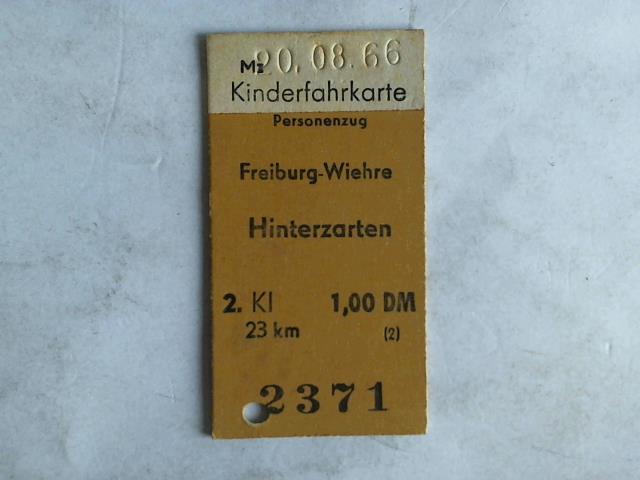 Mz 20.08.66
Kinderfahrkarte
Personenzug
Freiburg-Wiehre
Hinterzarten
2. Kl 1,00 DM
23 km (2)
2371